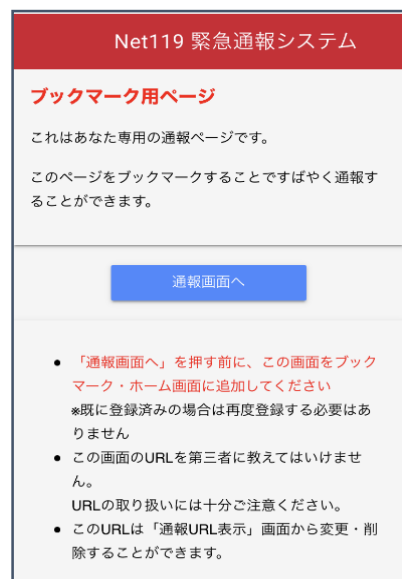 Net119 緊急通報システム
ブックマーク用ページ
これはあなた専用の通報ページです。
このページをブックマークすることですばやく通報す
ることができます。
通報画面へ
● 「通報画面へ」を押す前に、この画面をブック
マーク・ホーム画面に追加してください
※既に登録済みの場合は再度登録する必要はあ
りません
● この画面のURLを第三者に教えてはいけませ
ん。
URLの取り扱いには十分ご注意ください。
● このURLは「通報URL表示」画面から変更・削
除することができます。